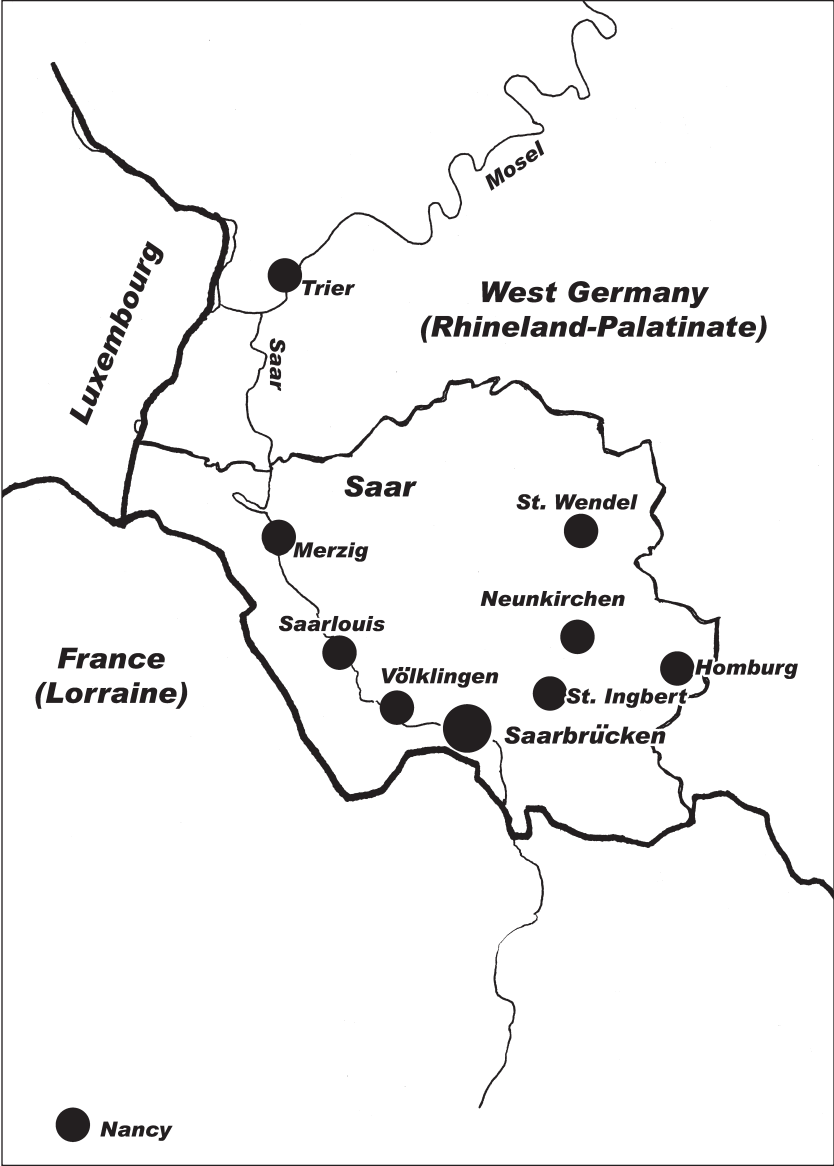 Mosel
Trier
West Germany
(Rhineland-Palatinate)
Luxembourg
Saar
Saar
St. Wendel
Merzig
Neunkirchen
Saarlouis
France
(Lorraine)
Völklingen
Homburg
St. Ingbert
Saarbrücken
Nancy